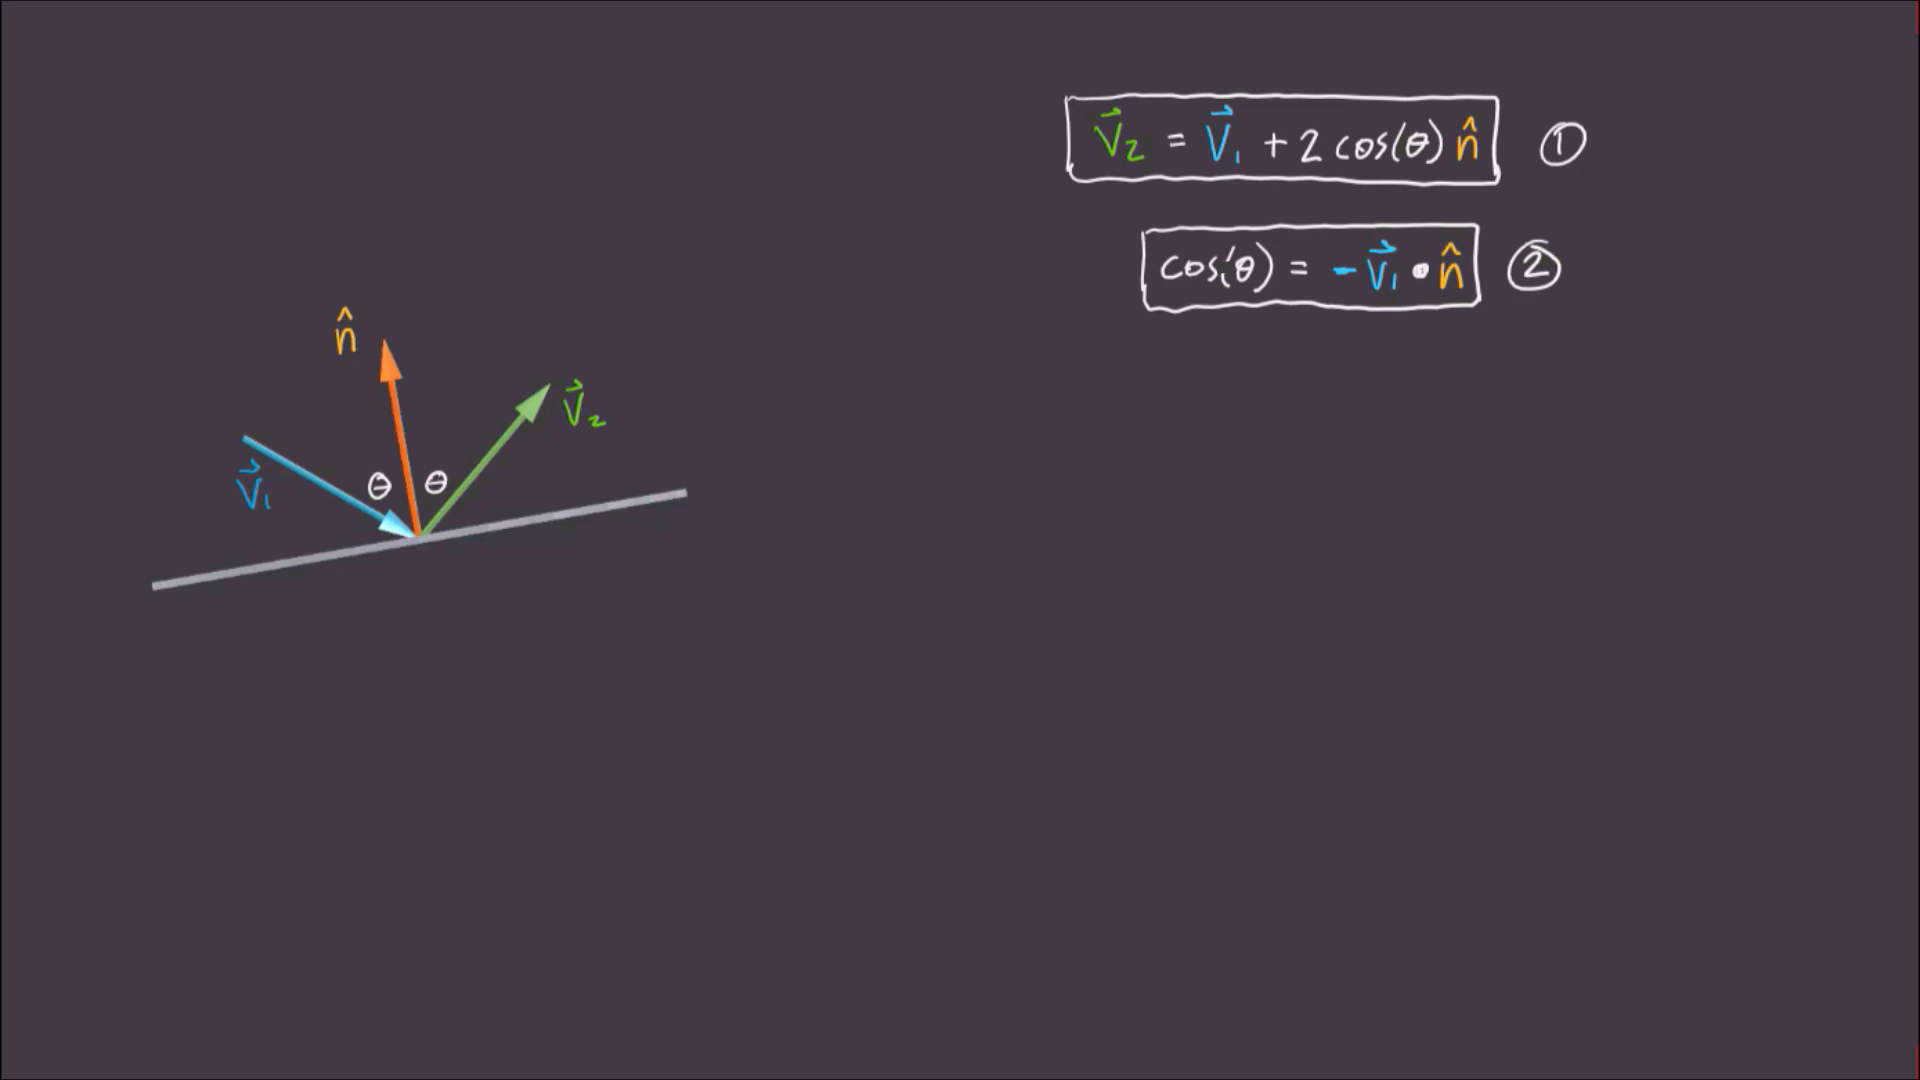 V⃗₂ = V⃗₁ + 2 cos(θ) n̂ ①
cos(θ) = -V⃗₁ • n̂ ②
n̂
V⃗₂
V⃗₁
θ θ